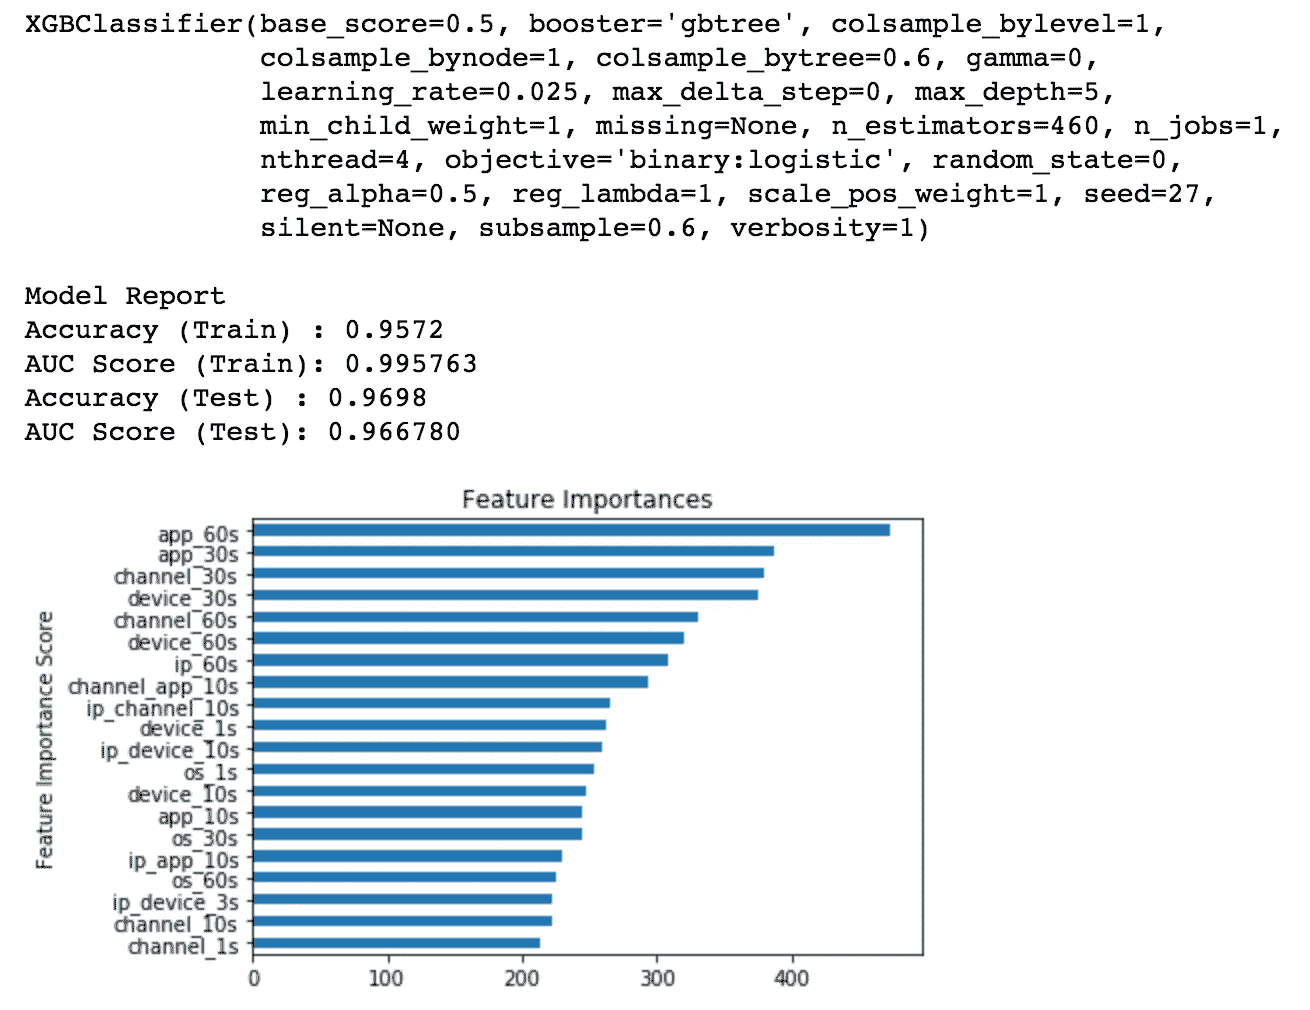 XGBClassifier(base_score=0.5, booster='gbtree', colsample_bylevel=1,
colsample_bynode=1, colsample_bytree=0.6, gamma=0,
learning_rate=0.025, max_delta_step=0, max_depth=5,
min_child_weight=1, missing=None, n_estimators=460, n_jobs=1,
nthread=4, objective='binary:logistic', random_state=0,
reg_alpha=0.5, reg_lambda=1, scale_pos_weight=1, seed=27,
silent=None, subsample=0.6, verbosity=1)
Model Report
Accuracy (Train) : 0.9572
AUC Score (Train): 0.995763
Accuracy (Test) : 0.9698
AUC Score (Test): 0.966780
Feature Importances
Feature Importance Score
app_60s
app_30s
channel_30s
device_30s
channel_60s
device_60s
ip_60s
channel_app_10s
ip_channel_10s
device_1s
ip_device_10s
os_1s
device_10s
app_10s
os_30s
ip_app_10s
os_60s
ip_device_3s
channel_10s
channel_1s
0 100 200 300 400